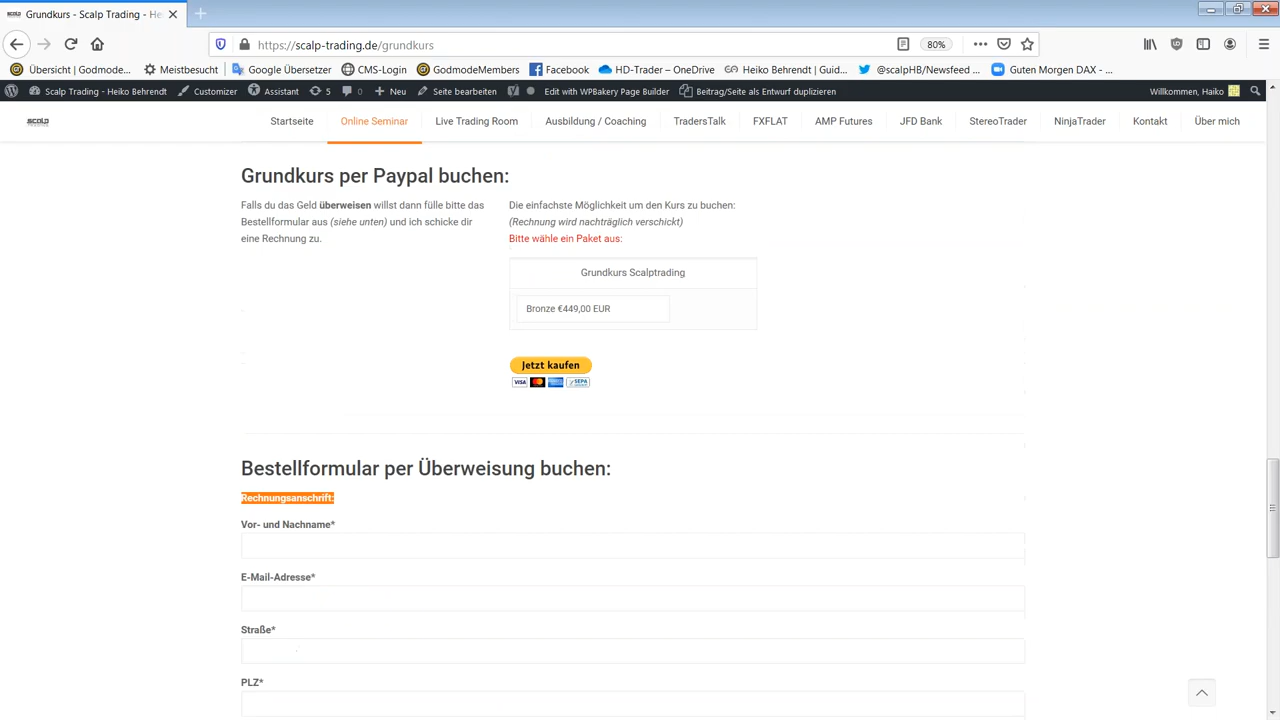 Grundkurs - Scalp Trading - He
https://scalp-trading.de/grundkurs
80%
Übersicht | Godmode... Meistbesucht Google Übersetzer CMS-Login GodmodeMembers Facebook HD-Trader – OneDrive Heiko Behrendt | Guid... @scalpHB/Newsfeed ... Guten Morgen DAX - ...
Scalp Trading - Heiko Behrendt Customizer Assistant 5 0 Neu Seite bearbeiten Edit with WPBakery Page Builder Beitrag/Seite als Entwurf duplizieren Willkommen, Haiko
SCALP
Startseite Online Seminar Live Trading Room Ausbildung / Coaching TradersTalk FXFLAT AMP Futures JFD Bank StereoTrader NinjaTrader Kontakt Über mich
Grundkurs per Paypal buchen:
Falls du das Geld überweisen willst dann fülle bitte das
Bestellformular aus (siehe unten) und ich schicke dir
eine Rechnung zu.
Die einfachste Möglichkeit um den Kurs zu buchen:
(Rechnung wird nachträglich verschickt)
Bitte wähle ein Paket aus:
Grundkurs Scalptrading
Bronze €449,00 EUR
Jetzt kaufen
VISA SEPA
Bestellformular per Überweisung buchen:
Rechnungsanschrift:
Vor- und Nachname*
E-Mail-Adresse*
Straße*
PLZ*